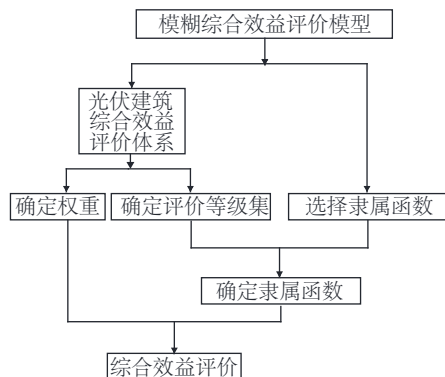 模糊综合效益评价模型
光伏建筑
综合效益
评价体系
确定权重
确定评价等级集
选择隶属函数
确定隶属函数
综合效益评价